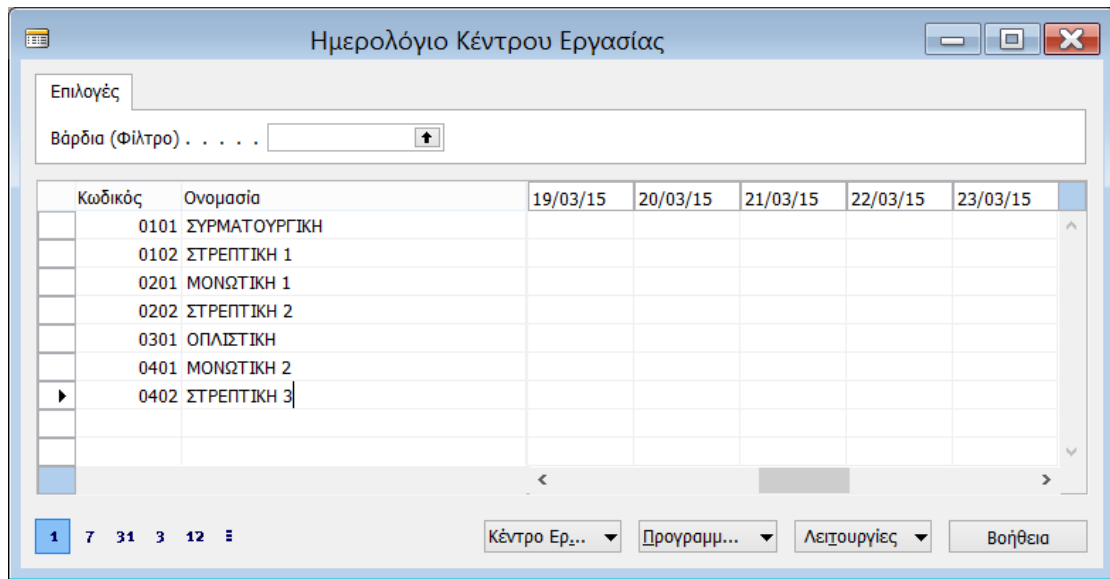 Ημερολόγιο Κέντρου Εργασίας
Επιλογές
Βάρδια (Φίλτρο) . . . . .
Κωδικός Ονομασία 19/03/15 20/03/15 21/03/15 22/03/15 23/03/15
0101 ΣΥΡΜΑΤΟΥΡΓΙΚΗ
0102 ΣΤΡΕΠΤΙΚΗ 1
0201 ΜΟΝΩΤΙΚΗ 1
0202 ΣΤΡΕΠΤΙΚΗ 2
0301 ΟΠΛΙΣΤΙΚΗ
0401 ΜΟΝΩΤΙΚΗ 2
0402 ΣΤΡΕΠΤΙΚΗ 3
1 7 31 3 12 Κέντρο Ερ... Προγραμμ... Λειτουργίες Βοήθεια